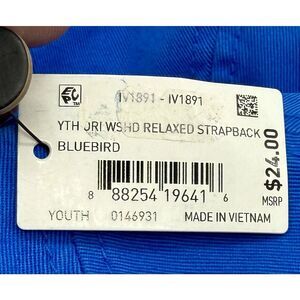 IV1891 - IV1891
YTH JRI WSHD RELAXED STRAPBACK
BLUEBIRD
8 88254 19641 6
$24.00
MSRP
YOUTH 0146931 MADE IN VIETNAM